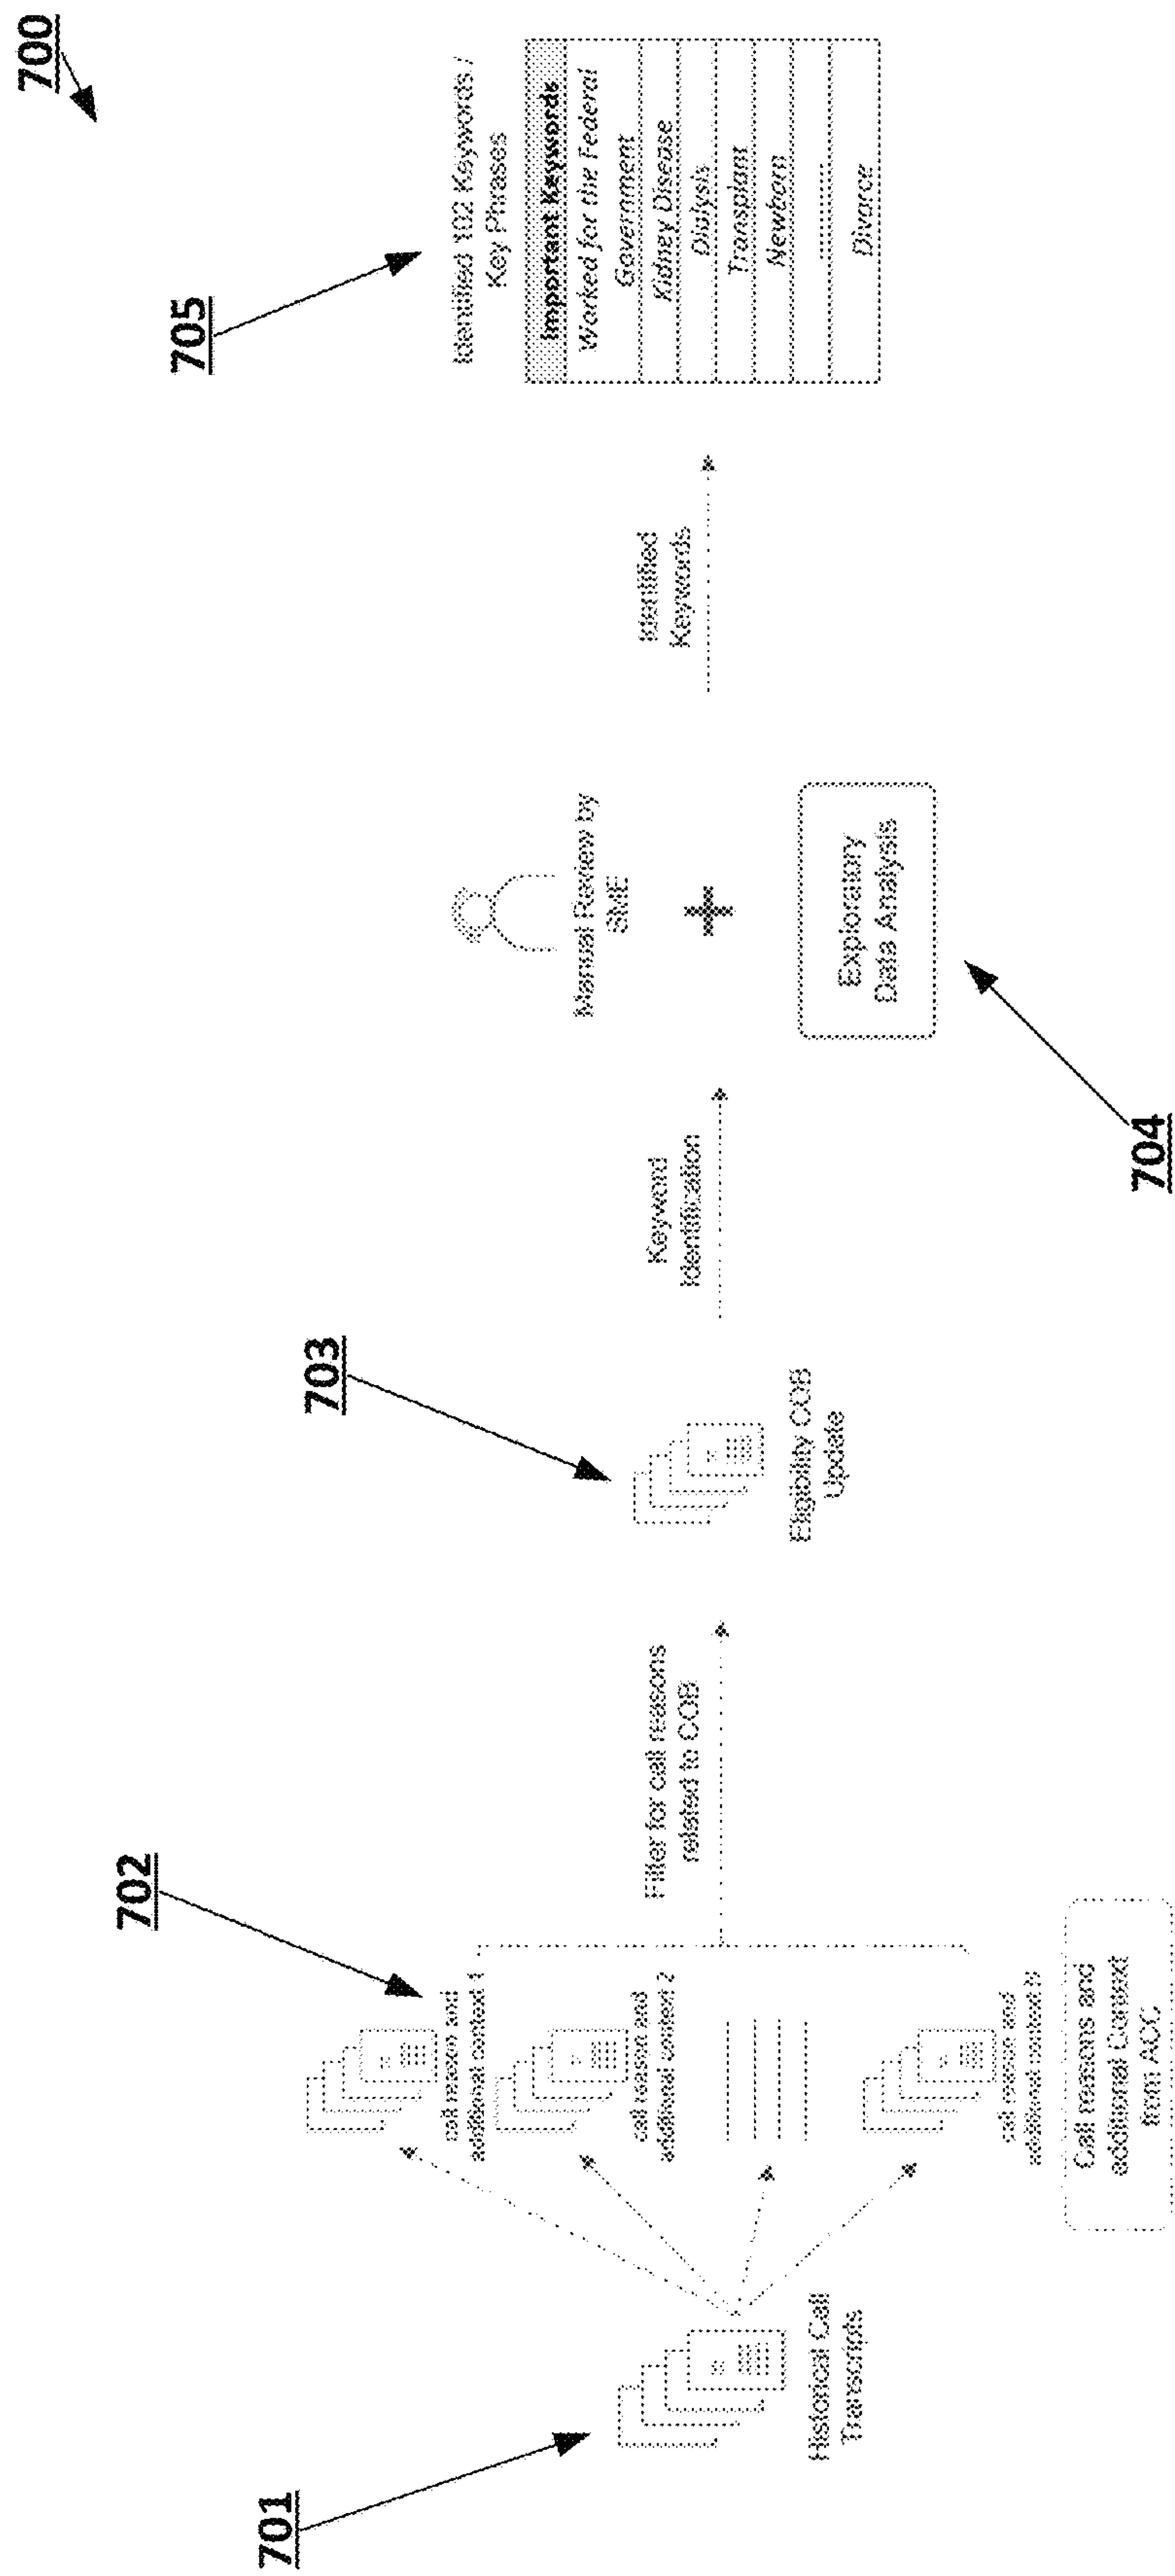 700
701
Historical Call
Transcripts
702
call reason and
additional context 1
call reason and
additional context 2
call reason and
additional context N
Call reasons and
additional Context
from ACC
Filter for call reasons
related to COB
703
Eligibility COB
Update
Keyword
Identification
Manual Review by
SME
+
Exploratory
Data Analysis
704
Identified
Keywords
705
Identified 102 Keywords /
Key Phrases
Important Keywords
Worked for the Federal
Government
Kidney Disease
Dialysis
Transplant
Newborn
........
Divorce